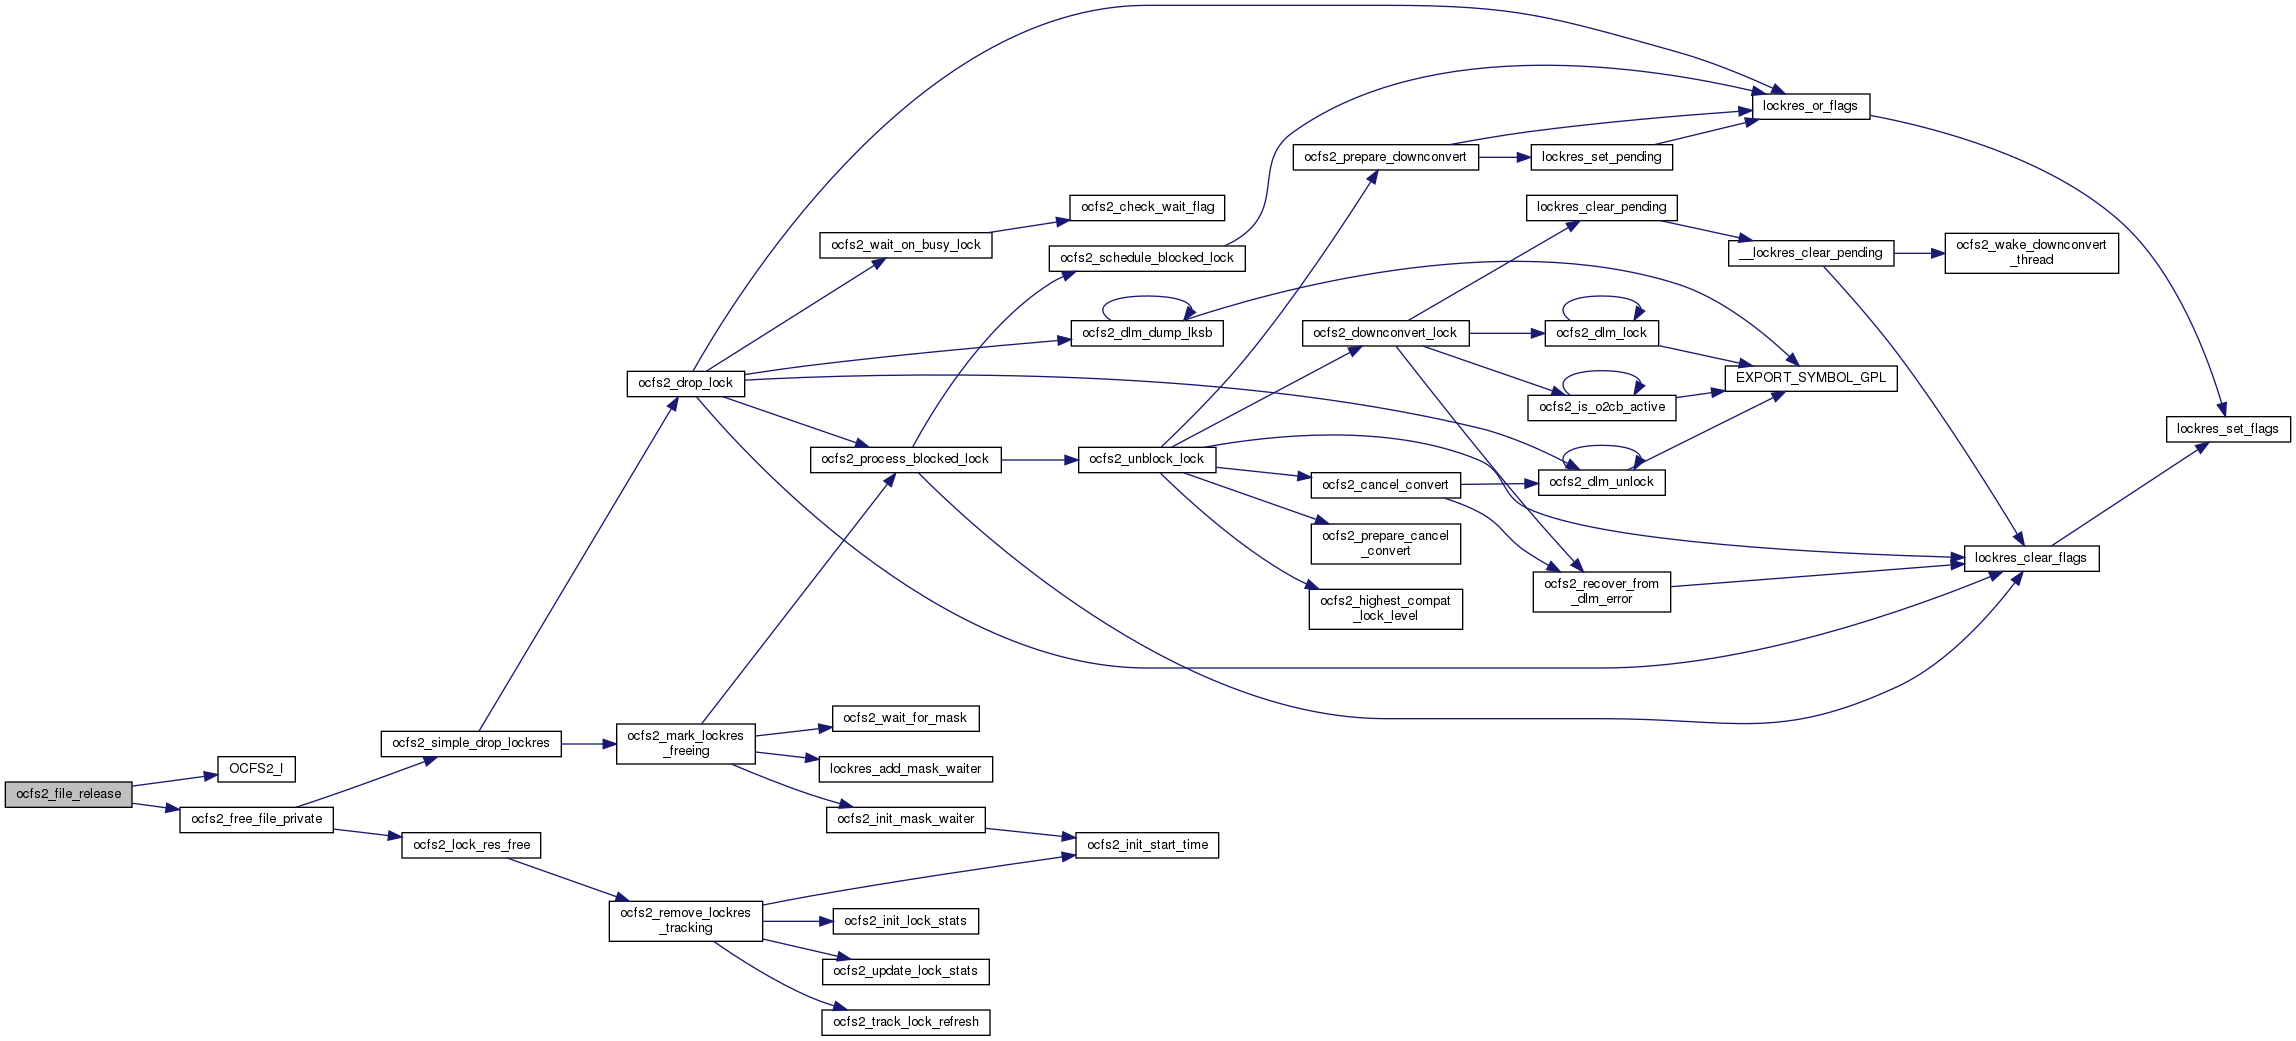 lockres_or_flags
ocfs2_prepare_downconvert
lockres_set_pending
ocfs2_check_wait_flag
lockres_clear_pending
ocfs2_wait_on_busy_lock
ocfs2_schedule_blocked_lock
__lockres_clear_pending
ocfs2_wake_downconvert
_thread
ocfs2_dlm_dump_lksb
ocfs2_downconvert_lock
ocfs2_dlm_lock
ocfs2_drop_lock
EXPORT_SYMBOL_GPL
ocfs2_is_o2cb_active
lockres_set_flags
ocfs2_process_blocked_lock
ocfs2_unblock_lock
ocfs2_cancel_convert
ocfs2_dlm_unlock
ocfs2_prepare_cancel
_convert
lockres_clear_flags
ocfs2_recover_from
_dlm_error
ocfs2_highest_compat
_lock_level
ocfs2_wait_for_mask
ocfs2_simple_drop_lockres
ocfs2_mark_lockres
_freeing
OCFS2_I
lockres_add_mask_waiter
ocfs2_file_release
ocfs2_free_file_private
ocfs2_init_mask_waiter
ocfs2_lock_res_free
ocfs2_init_start_time
ocfs2_remove_lockres
_tracking
ocfs2_init_lock_stats
ocfs2_update_lock_stats
ocfs2_track_lock_refresh